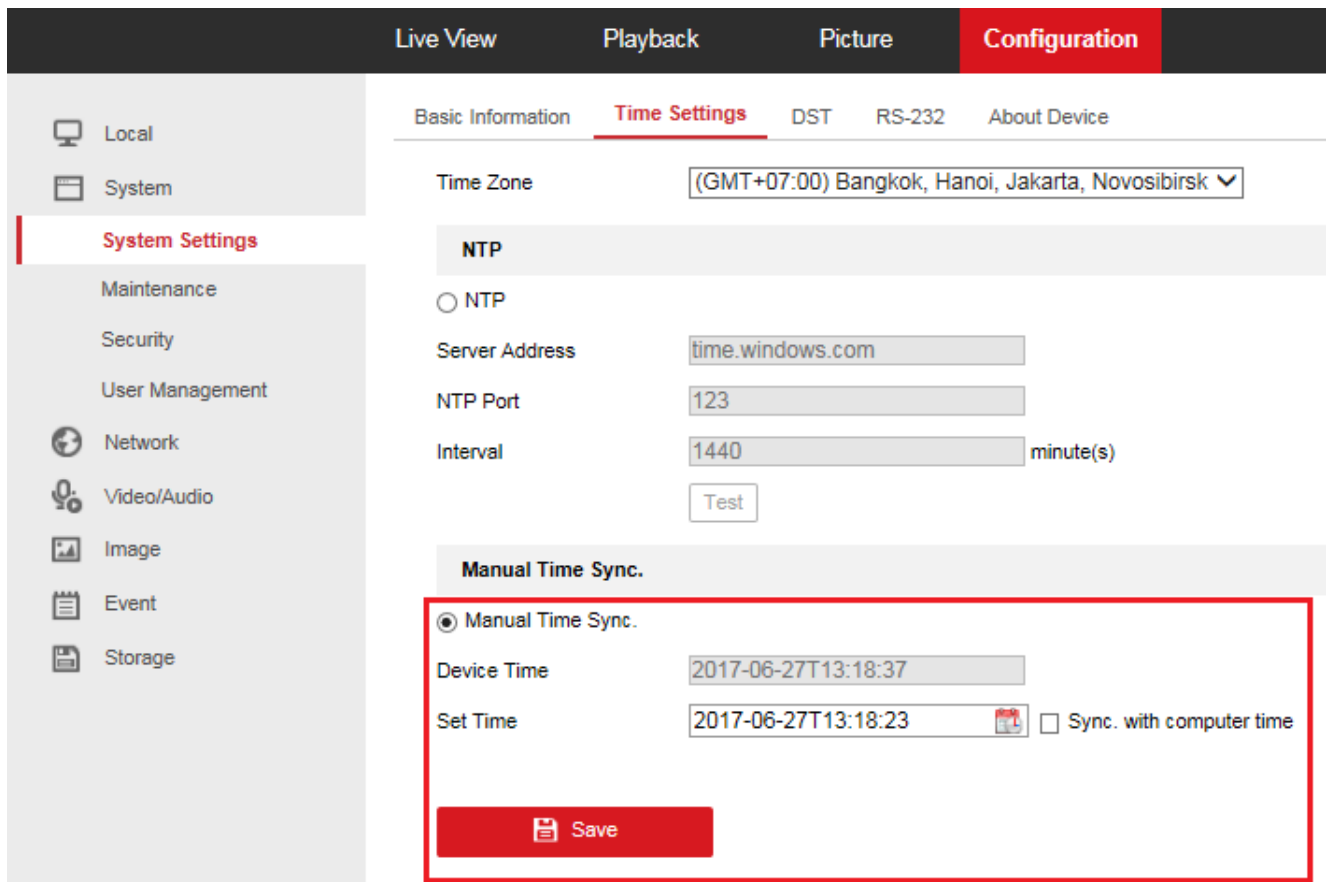 Live View Playback Picture Configuration
Basic Information Time Settings DST RS-232 About Device
Local
System
System Settings
Maintenance
Security
User Management
Network
Video/Audio
Image
Event
Storage
Time Zone (GMT+07:00) Bangkok, Hanoi, Jakarta, Novosibirsk
NTP
NTP
Server Address time.windows.com
NTP Port 123
Interval 1440 minute(s)
Test
Manual Time Sync.
Manual Time Sync.
Device Time 2017-06-27T13:18:37
Set Time 2017-06-27T13:18:23 Sync. with computer time
Save